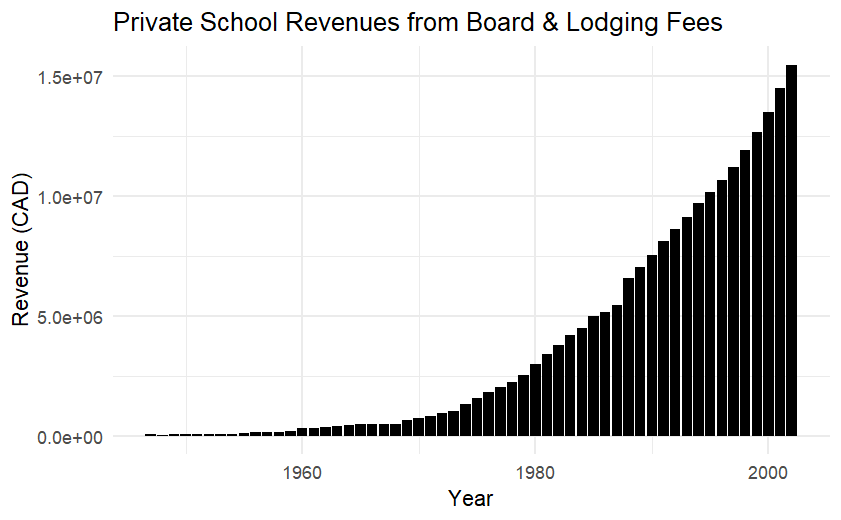 Private School Revenues from Board & Lodging Fees
Revenue (CAD)
1.5e+07
1.0e+07
5.0e+06
0.0e+00
1960
1980
2000
Year